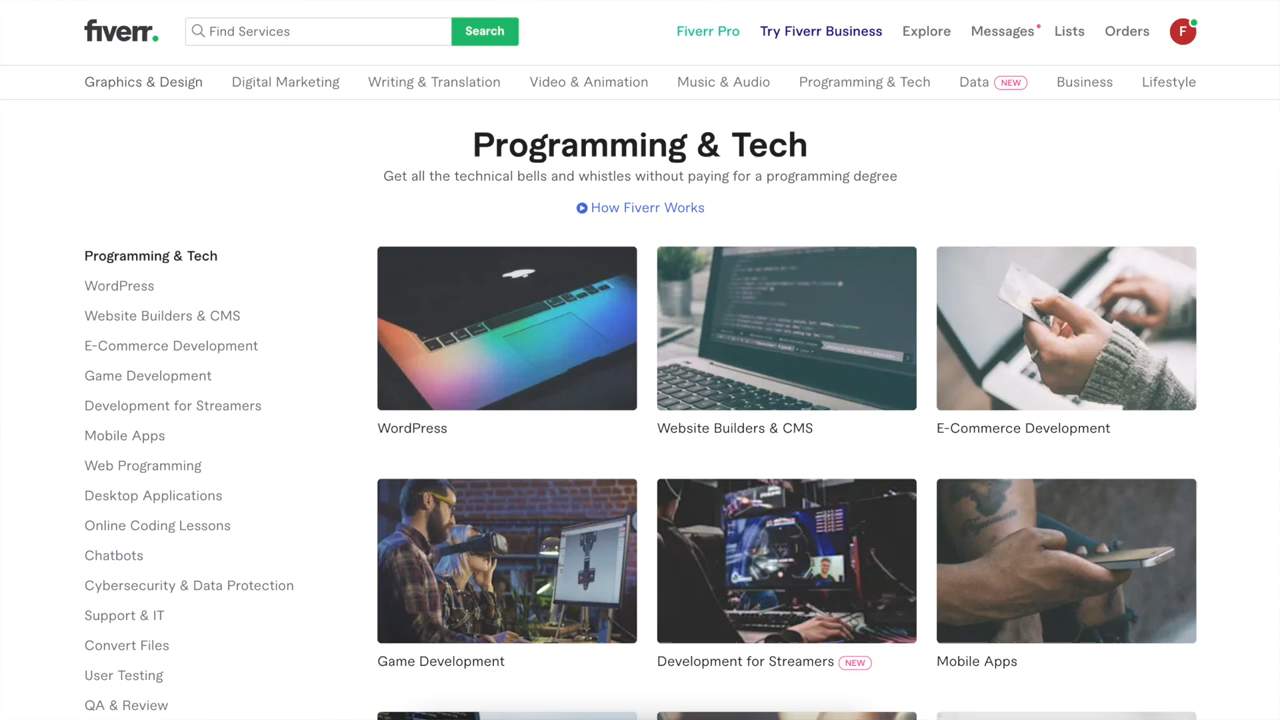 fiverr.
Find Services
Search
Fiverr Pro
Try Fiverr Business
Explore
Messages
Lists
Orders
F
Graphics & Design
Digital Marketing
Writing & Translation
Video & Animation
Music & Audio
Programming & Tech
Data NEW
Business
Lifestyle
Programming & Tech
Get all the technical bells and whistles without paying for a programming degree
How Fiverr Works
Programming & Tech
WordPress
Website Builders & CMS
E-Commerce Development
Game Development
Development for Streamers
Mobile Apps
Web Programming
Desktop Applications
Online Coding Lessons
Chatbots
Cybersecurity & Data Protection
Support & IT
Convert Files
User Testing
QA & Review
WordPress
Website Builders & CMS
E-Commerce Development
Game Development
Development for Streamers NEW
Mobile Apps